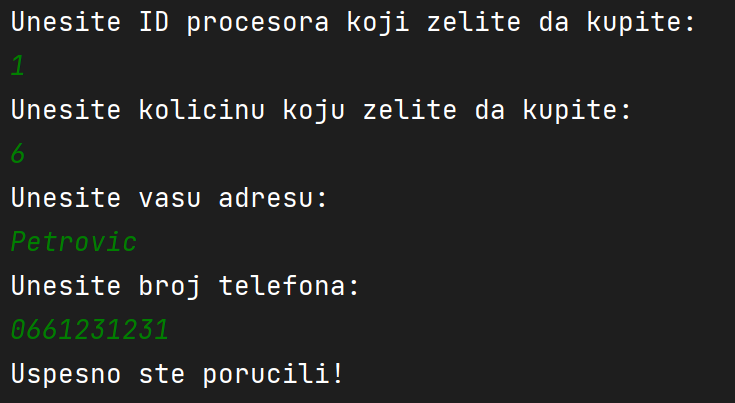 Unesite ID procesora koji zelite da kupite:
1
Unesite kolicinu koju zelite da kupite:
6
Unesite vasu adresu:
Petrovic
Unesite broj telefona:
0661231231
Uspesno ste porucili!